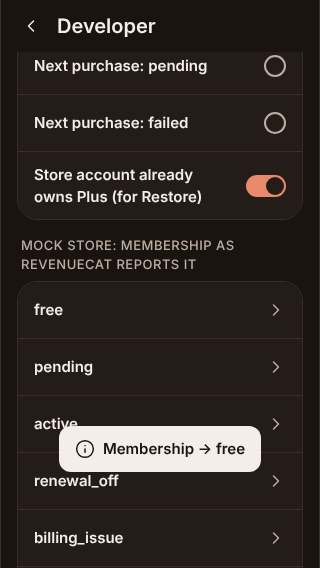 Developer
Next purchase: pending
Next purchase: failed
Store account already
owns Plus (for Restore)
MOCK STORE: MEMBERSHIP AS
REVENUECAT REPORTS IT
free
pending
active
Membership → free
renewal_off
billing_issue